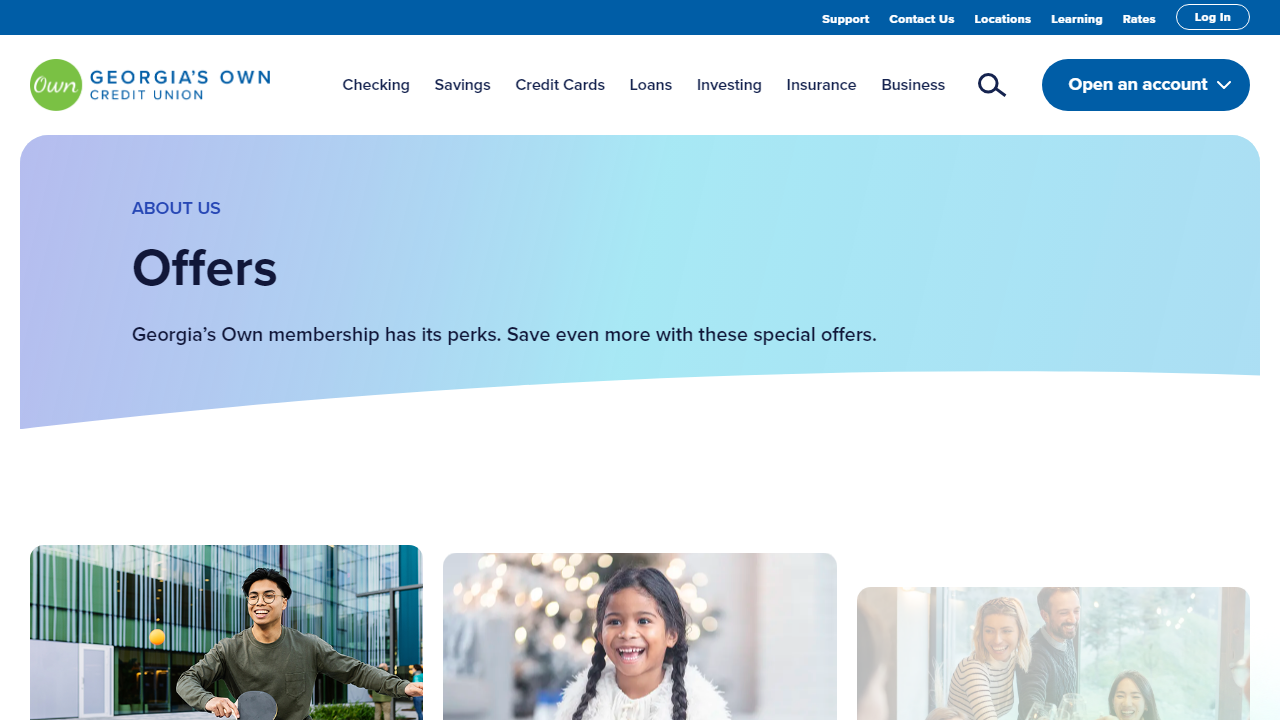 Support Contact Us Locations Learning Rates Log In
Own GEORGIA'S OWN
CREDIT UNION
Checking Savings Credit Cards Loans Investing Insurance Business Open an account
ABOUT US
Offers
Georgia’s Own membership has its perks. Save even more with these special offers.